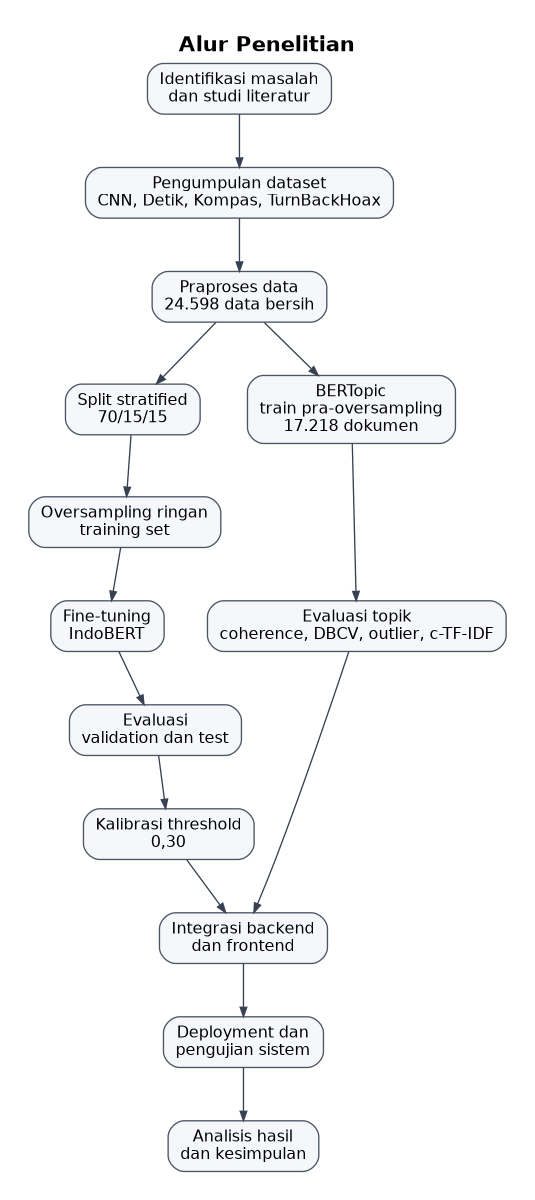 Alur Penelitian
Identifikasi masalah
dan studi literatur
Pengumpulan dataset
CNN, Detik, Kompas, TurnBackHoax
Praproses data
24.598 data bersih
Split stratified
70/15/15
BERTopic
train pra-oversampling
17.218 dokumen
Oversampling ringan
training set
Fine-tuning
IndoBERT
Evaluasi topik
coherence, DBCV, outlier, c-TF-IDF
Evaluasi
validation dan test
Kalibrasi threshold
0,30
Integrasi backend
dan frontend
Deployment dan
pengujian sistem
Analisis hasil
dan kesimpulan